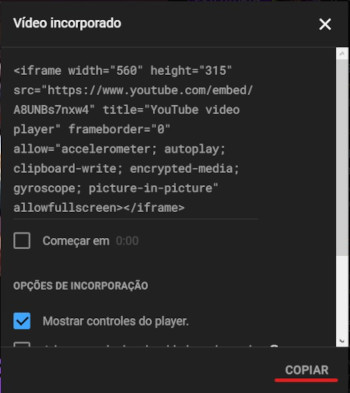 Vídeo incorporado
<iframe width="560" height="315"
src="https://www.youtube.com/embed/
A8UNBs7nxw4" title="YouTube video
player" frameborder="0"
allow="accelerometer; autoplay;
clipboard-write; encrypted-media;
gyroscope; picture-in-picture"
allowfullscreen></iframe>
Começar em 0:00
OPÇÕES DE INCORPORAÇÃO
Mostrar controles do player.
COPIAR